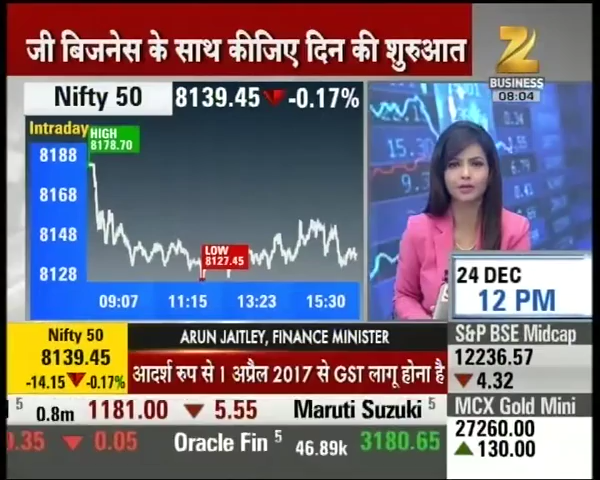 जी बिजनेस के साथ कीजिए दिन की शुरुआत
Z
BUSINESS
08:04
Nifty 50 8139.45 -0.17%
Intraday
HIGH
8178.70
8188
8168
8148
8128
LOW
8127.45
09:07 11:15 13:23 15:30
15.30
24 DEC
12 PM
Nifty 50
8139.45
-14.15 -0.17%
ARUN JAITLEY, FINANCE MINISTER
आदर्श रुप से 1 अप्रैल 2017 से GST लागू होना है
S&P BSE Midcap
12236.57
4.32
5 0.8m 1181.00 5.55 Maruti Suzuki 5
MCX Gold Mini
27260.00
130.00
0.35 0.05 Oracle Fin 5 46.89k 3180.65